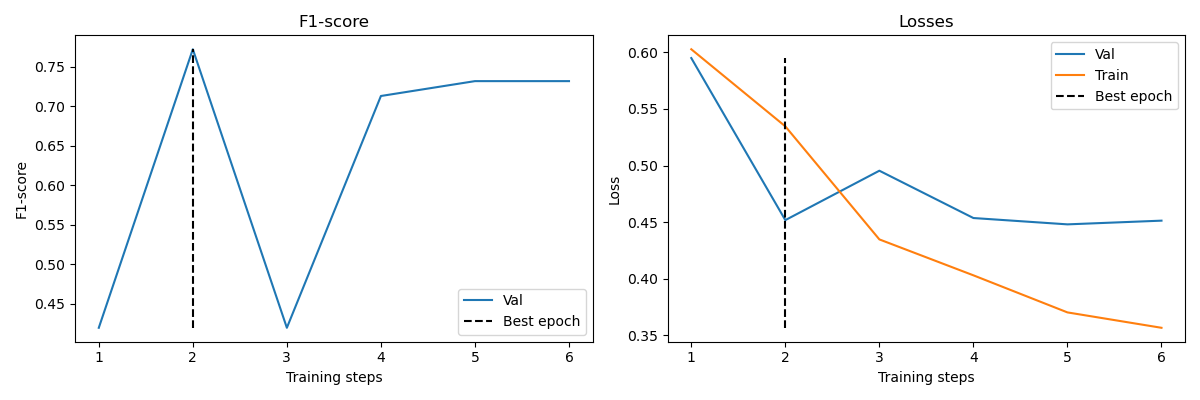 F1-score
F1-score
0.75
0.70
0.65
0.60
0.55
0.50
0.45
1 2 3 4 5 6
Training steps
Val
Best epoch
Losses
Loss
0.60
0.55
0.50
0.45
0.40
0.35
1 2 3 4 5 6
Training steps
Val
Train
Best epoch